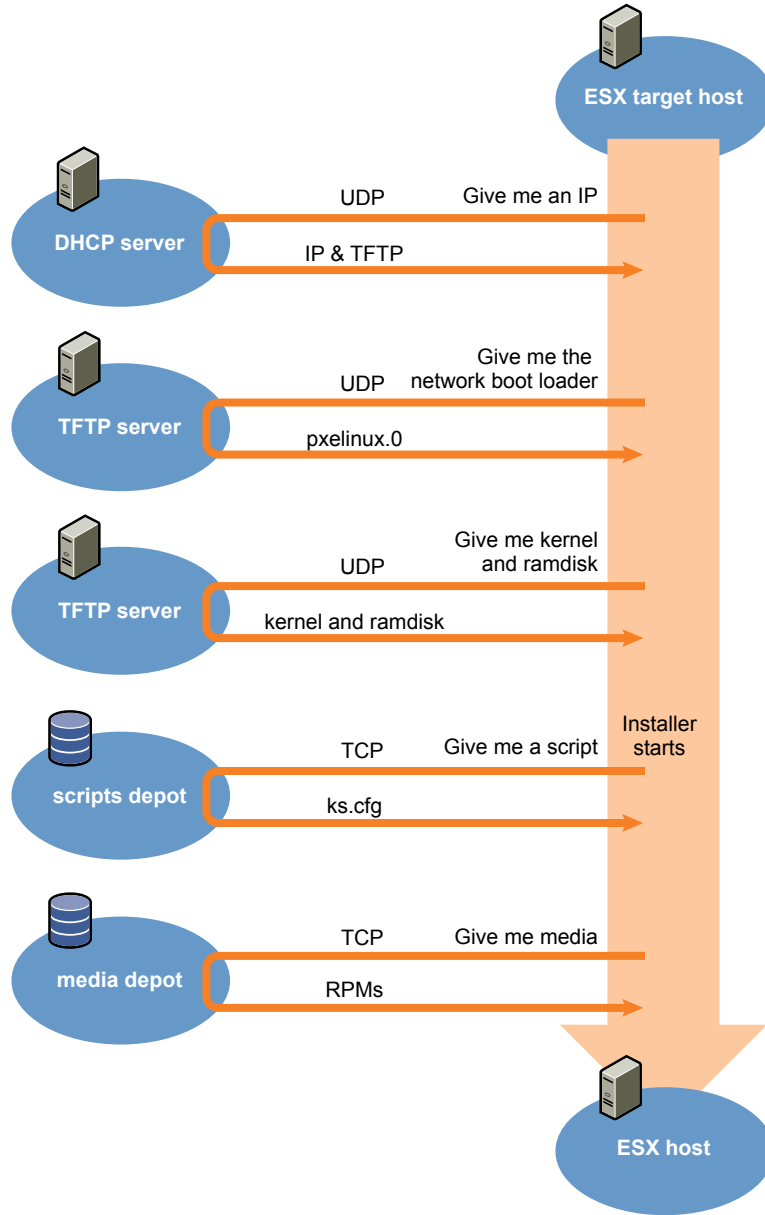 ESX target host
UDP
Give me an IP
DHCP server
IP & TFTP
Give me the
network boot loader
UDP
TFTP server
pxelinux.0
Give me kernel
and ramdisk
UDP
TFTP server
kernel and ramdisk
Installer
starts
TCP
Give me a script
scripts depot
ks.cfg
TCP
Give me media
media depot
RPMs
ESX host